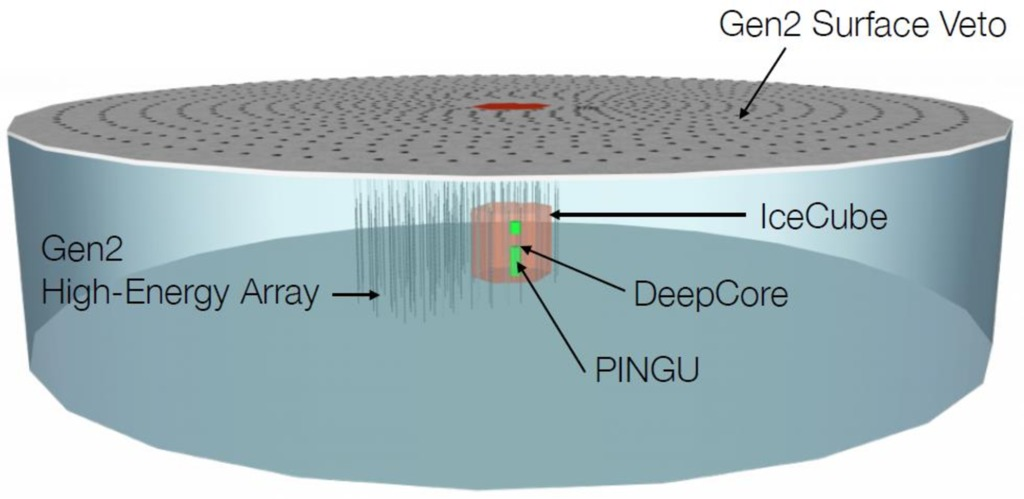 Gen2 Surface Veto
IceCube
Gen2
High-Energy Array
DeepCore
PINGU